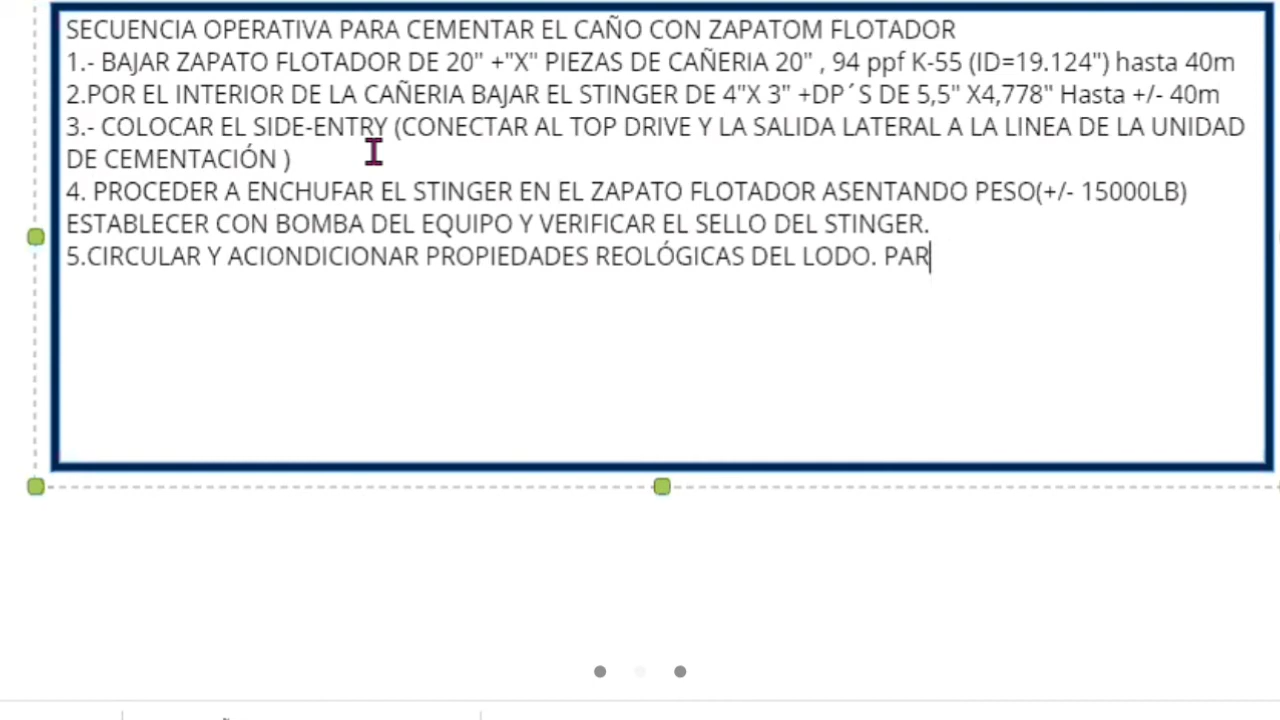 SECUENCIA OPERATIVA PARA CEMENTAR EL CAÑO CON ZAPATOM FLOTADOR
1.- BAJAR ZAPATO FLOTADOR DE 20" +"X" PIEZAS DE CAÑERIA 20" , 94 ppf K-55 (ID=19.124") hasta 40m
2.POR EL INTERIOR DE LA CAÑERIA BAJAR EL STINGER DE 4"X 3" +DP´S DE 5,5" X4,778" Hasta +/- 40m
3.- COLOCAR EL SIDE-ENTRY (CONECTAR AL TOP DRIVE Y LA SALIDA LATERAL A LA LINEA DE LA UNIDAD
DE CEMENTACIÓN )
4. PROCEDER A ENCHUFAR EL STINGER EN EL ZAPATO FLOTADOR ASENTANDO PESO(+/- 15000LB)
ESTABLECER CON BOMBA DEL EQUIPO Y VERIFICAR EL SELLO DEL STINGER.
5.CIRCULAR Y ACIONDICIONAR PROPIEDADES REOLÓGICAS DEL LODO. PAR